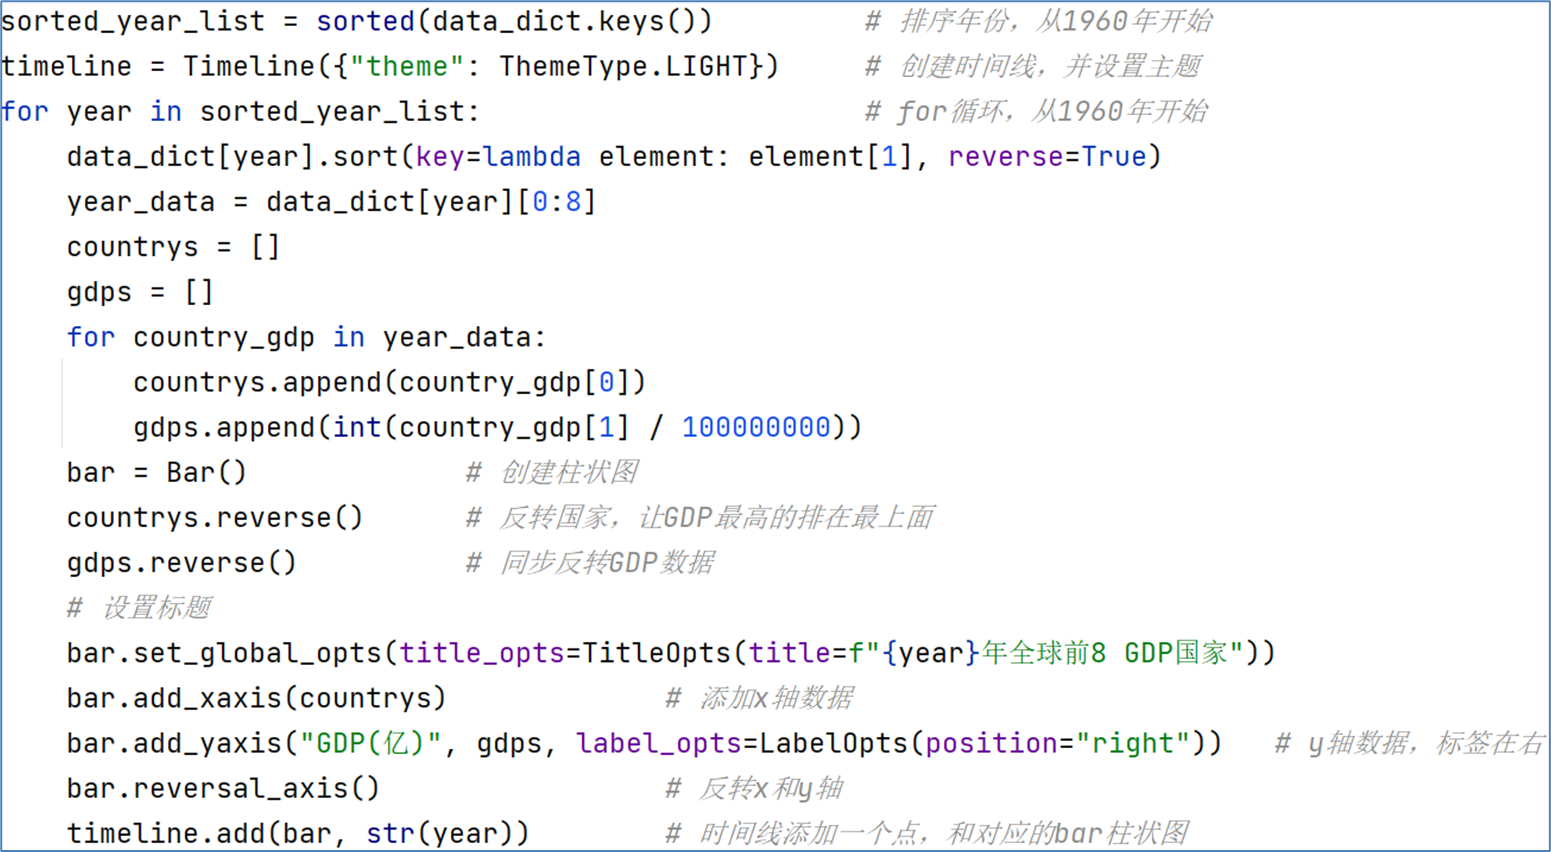 sorted_year_list = sorted(data_dict.keys())         # 排序年份，从1960年开始
timeline = Timeline({"theme": ThemeType.LIGHT})     # 创建时间线，并设置主题
for year in sorted_year_list:                       # for循环，从1960年开始
    data_dict[year].sort(key=lambda element: element[1], reverse=True)
    year_data = data_dict[year][0:8]
    countrys = []
    gdps = []
    for country_gdp in year_data:
        countrys.append(country_gdp[0])
        gdps.append(int(country_gdp[1] / 100000000))
    bar = Bar()             # 创建柱状图
    countrys.reverse()      # 反转国家，让GDP最高的排在最上面
    gdps.reverse()          # 同步反转GDP数据
    # 设置标题
    bar.set_global_opts(title_opts=TitleOpts(title=f"{year}年全球前8 GDP国家"))
    bar.add_xaxis(countrys)             # 添加x轴数据
    bar.add_yaxis("GDP(亿)", gdps, label_opts=LabelOpts(position="right"))   # y轴数据，标签在右
    bar.reversal_axis()                 # 反转x和y轴
    timeline.add(bar, str(year))        # 时间线添加一个点，和对应的bar柱状图